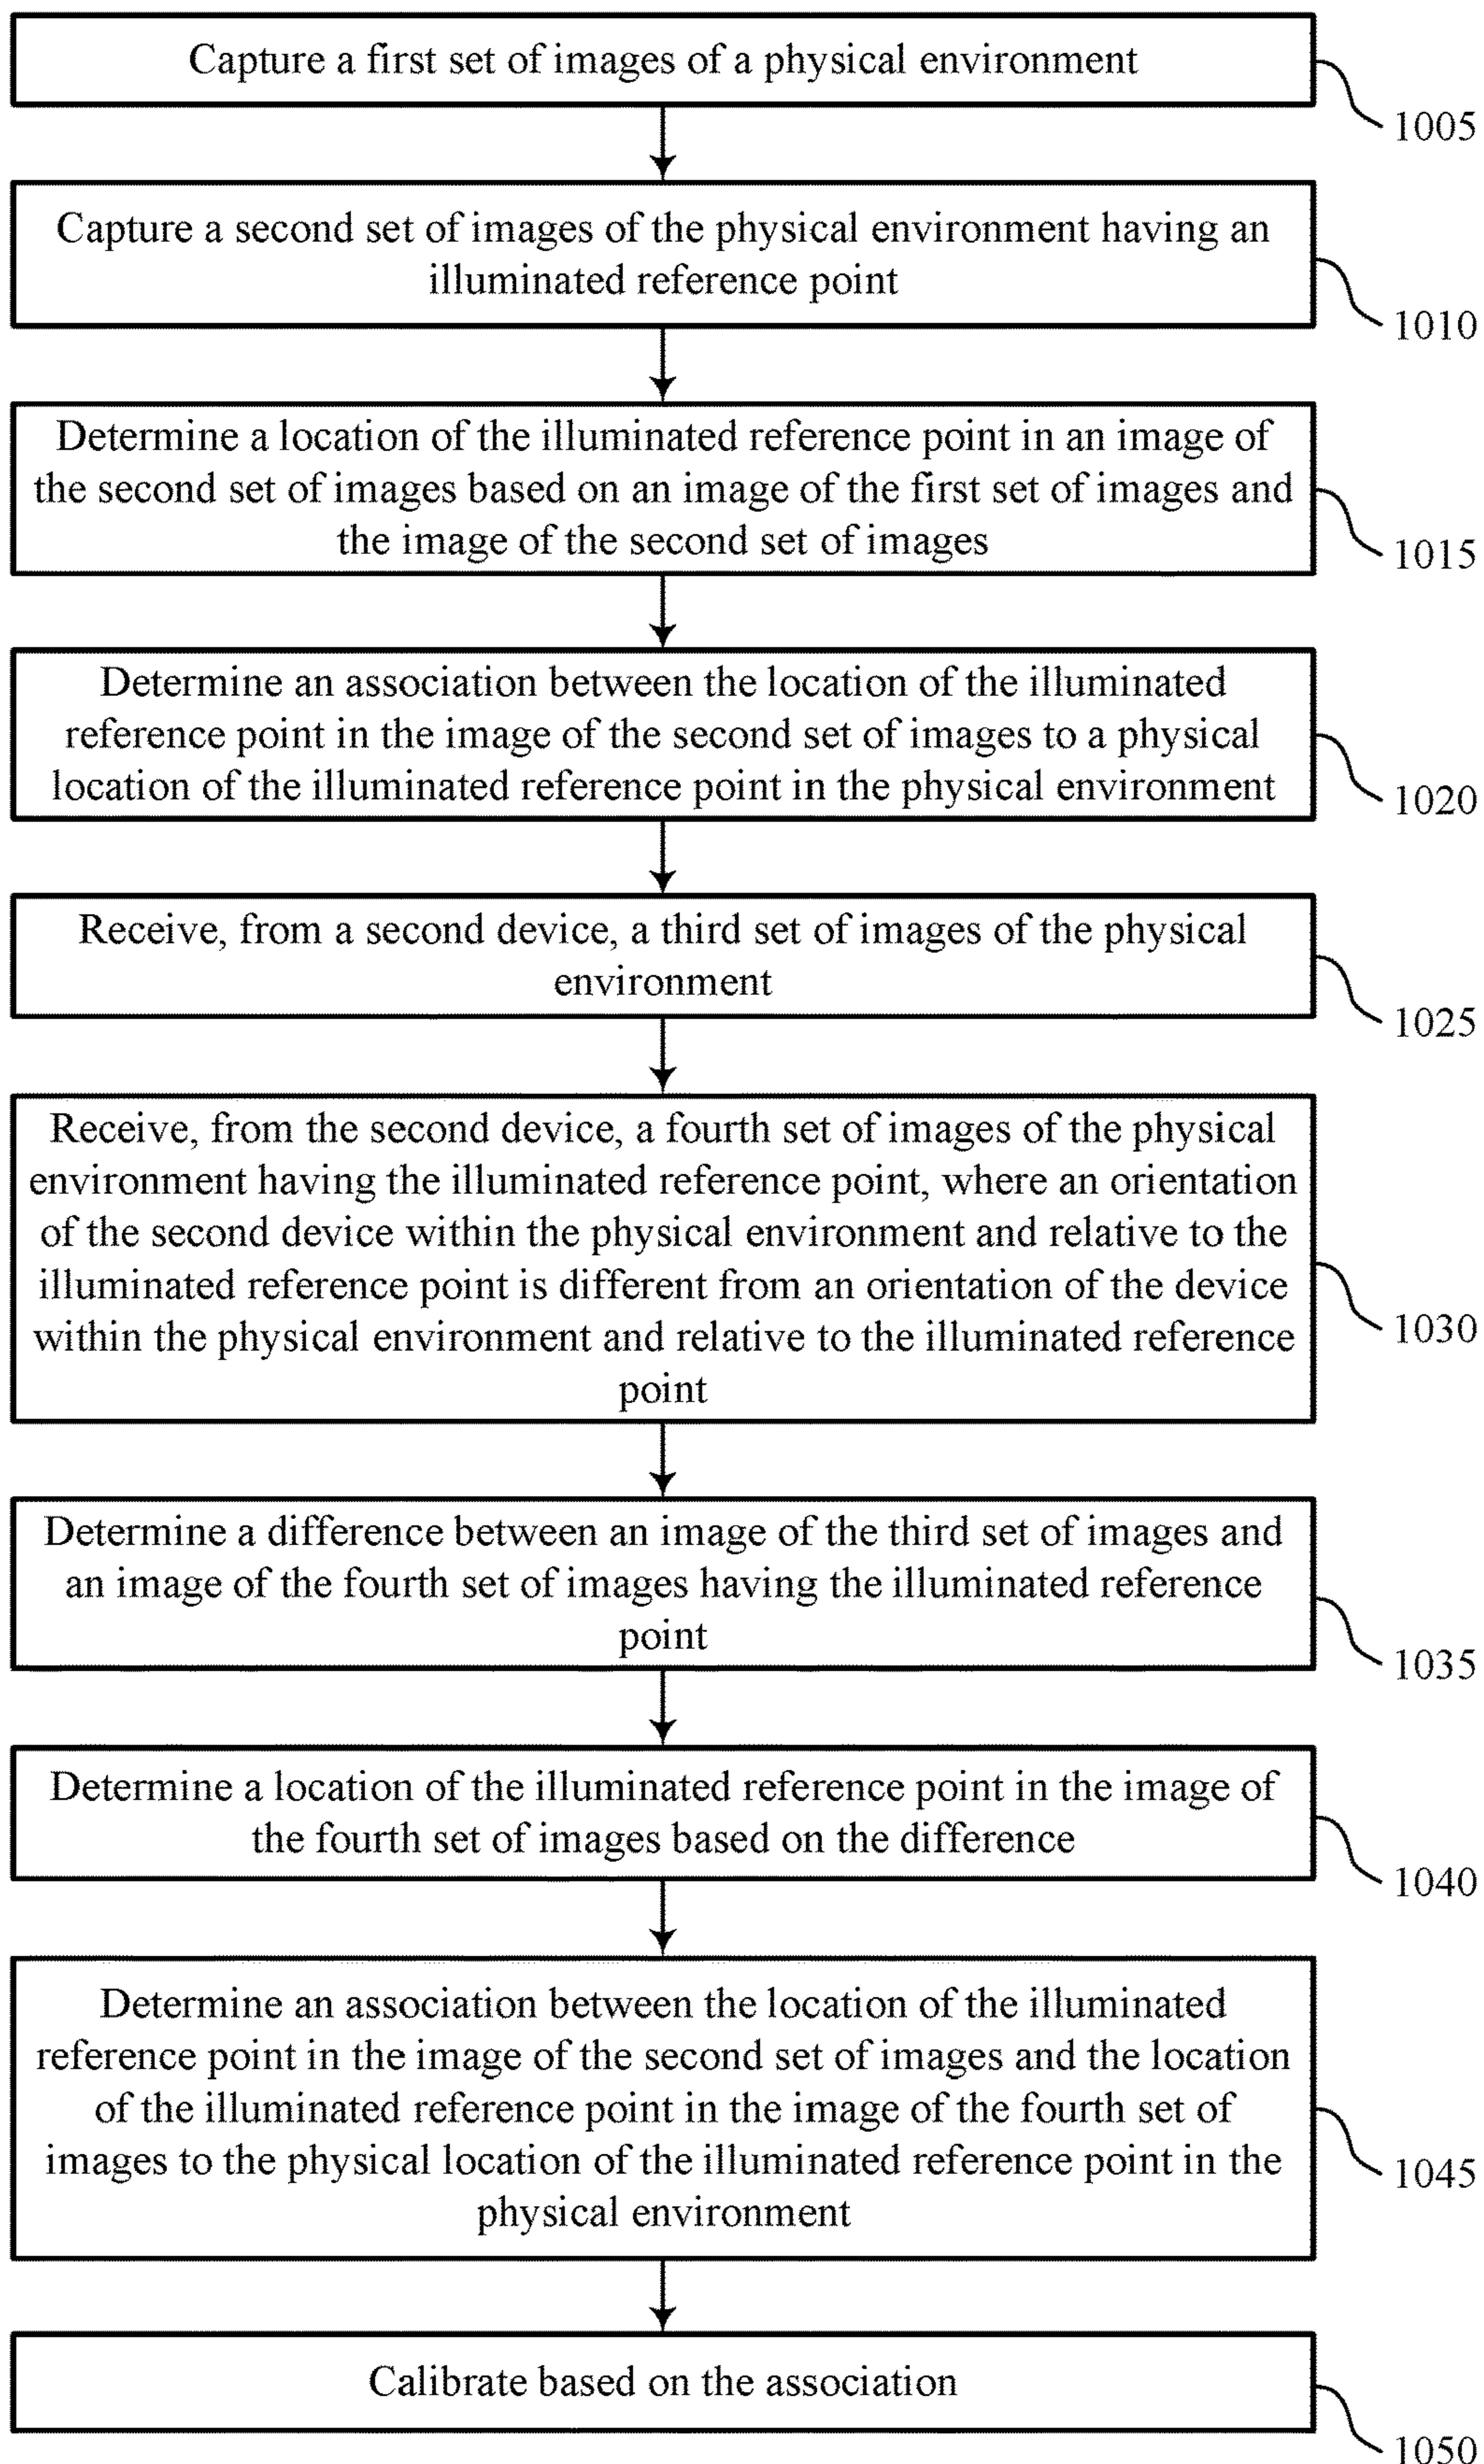 Capture a first set of images of a physical environment
1005
Capture a second set of images of the physical environment having an
illuminated reference point
1010
Determine a location of the illuminated reference point in an image of
the second set of images based on an image of the first set of images and
the image of the second set of images
1015
Determine an association between the location of the illuminated
reference point in the image of the second set of images to a physical
location of the illuminated reference point in the physical environment
1020
Receive, from a second device, a third set of images of the physical
environment
1025
Receive, from the second device, a fourth set of images of the physical
environment having the illuminated reference point, where an orientation
of the second device within the physical environment and relative to the
illuminated reference point is different from an orientation of the device
within the physical environment and relative to the illuminated reference
point
1030
Determine a difference between an image of the third set of images and
an image of the fourth set of images having the illuminated reference
point
1035
Determine a location of the illuminated reference point in the image of
the fourth set of images based on the difference
1040
Determine an association between the location of the illuminated
reference point in the image of the second set of images and the location
of the illuminated reference point in the image of the fourth set of
images to the physical location of the illuminated reference point in the
physical environment
1045
Calibrate based on the association
1050